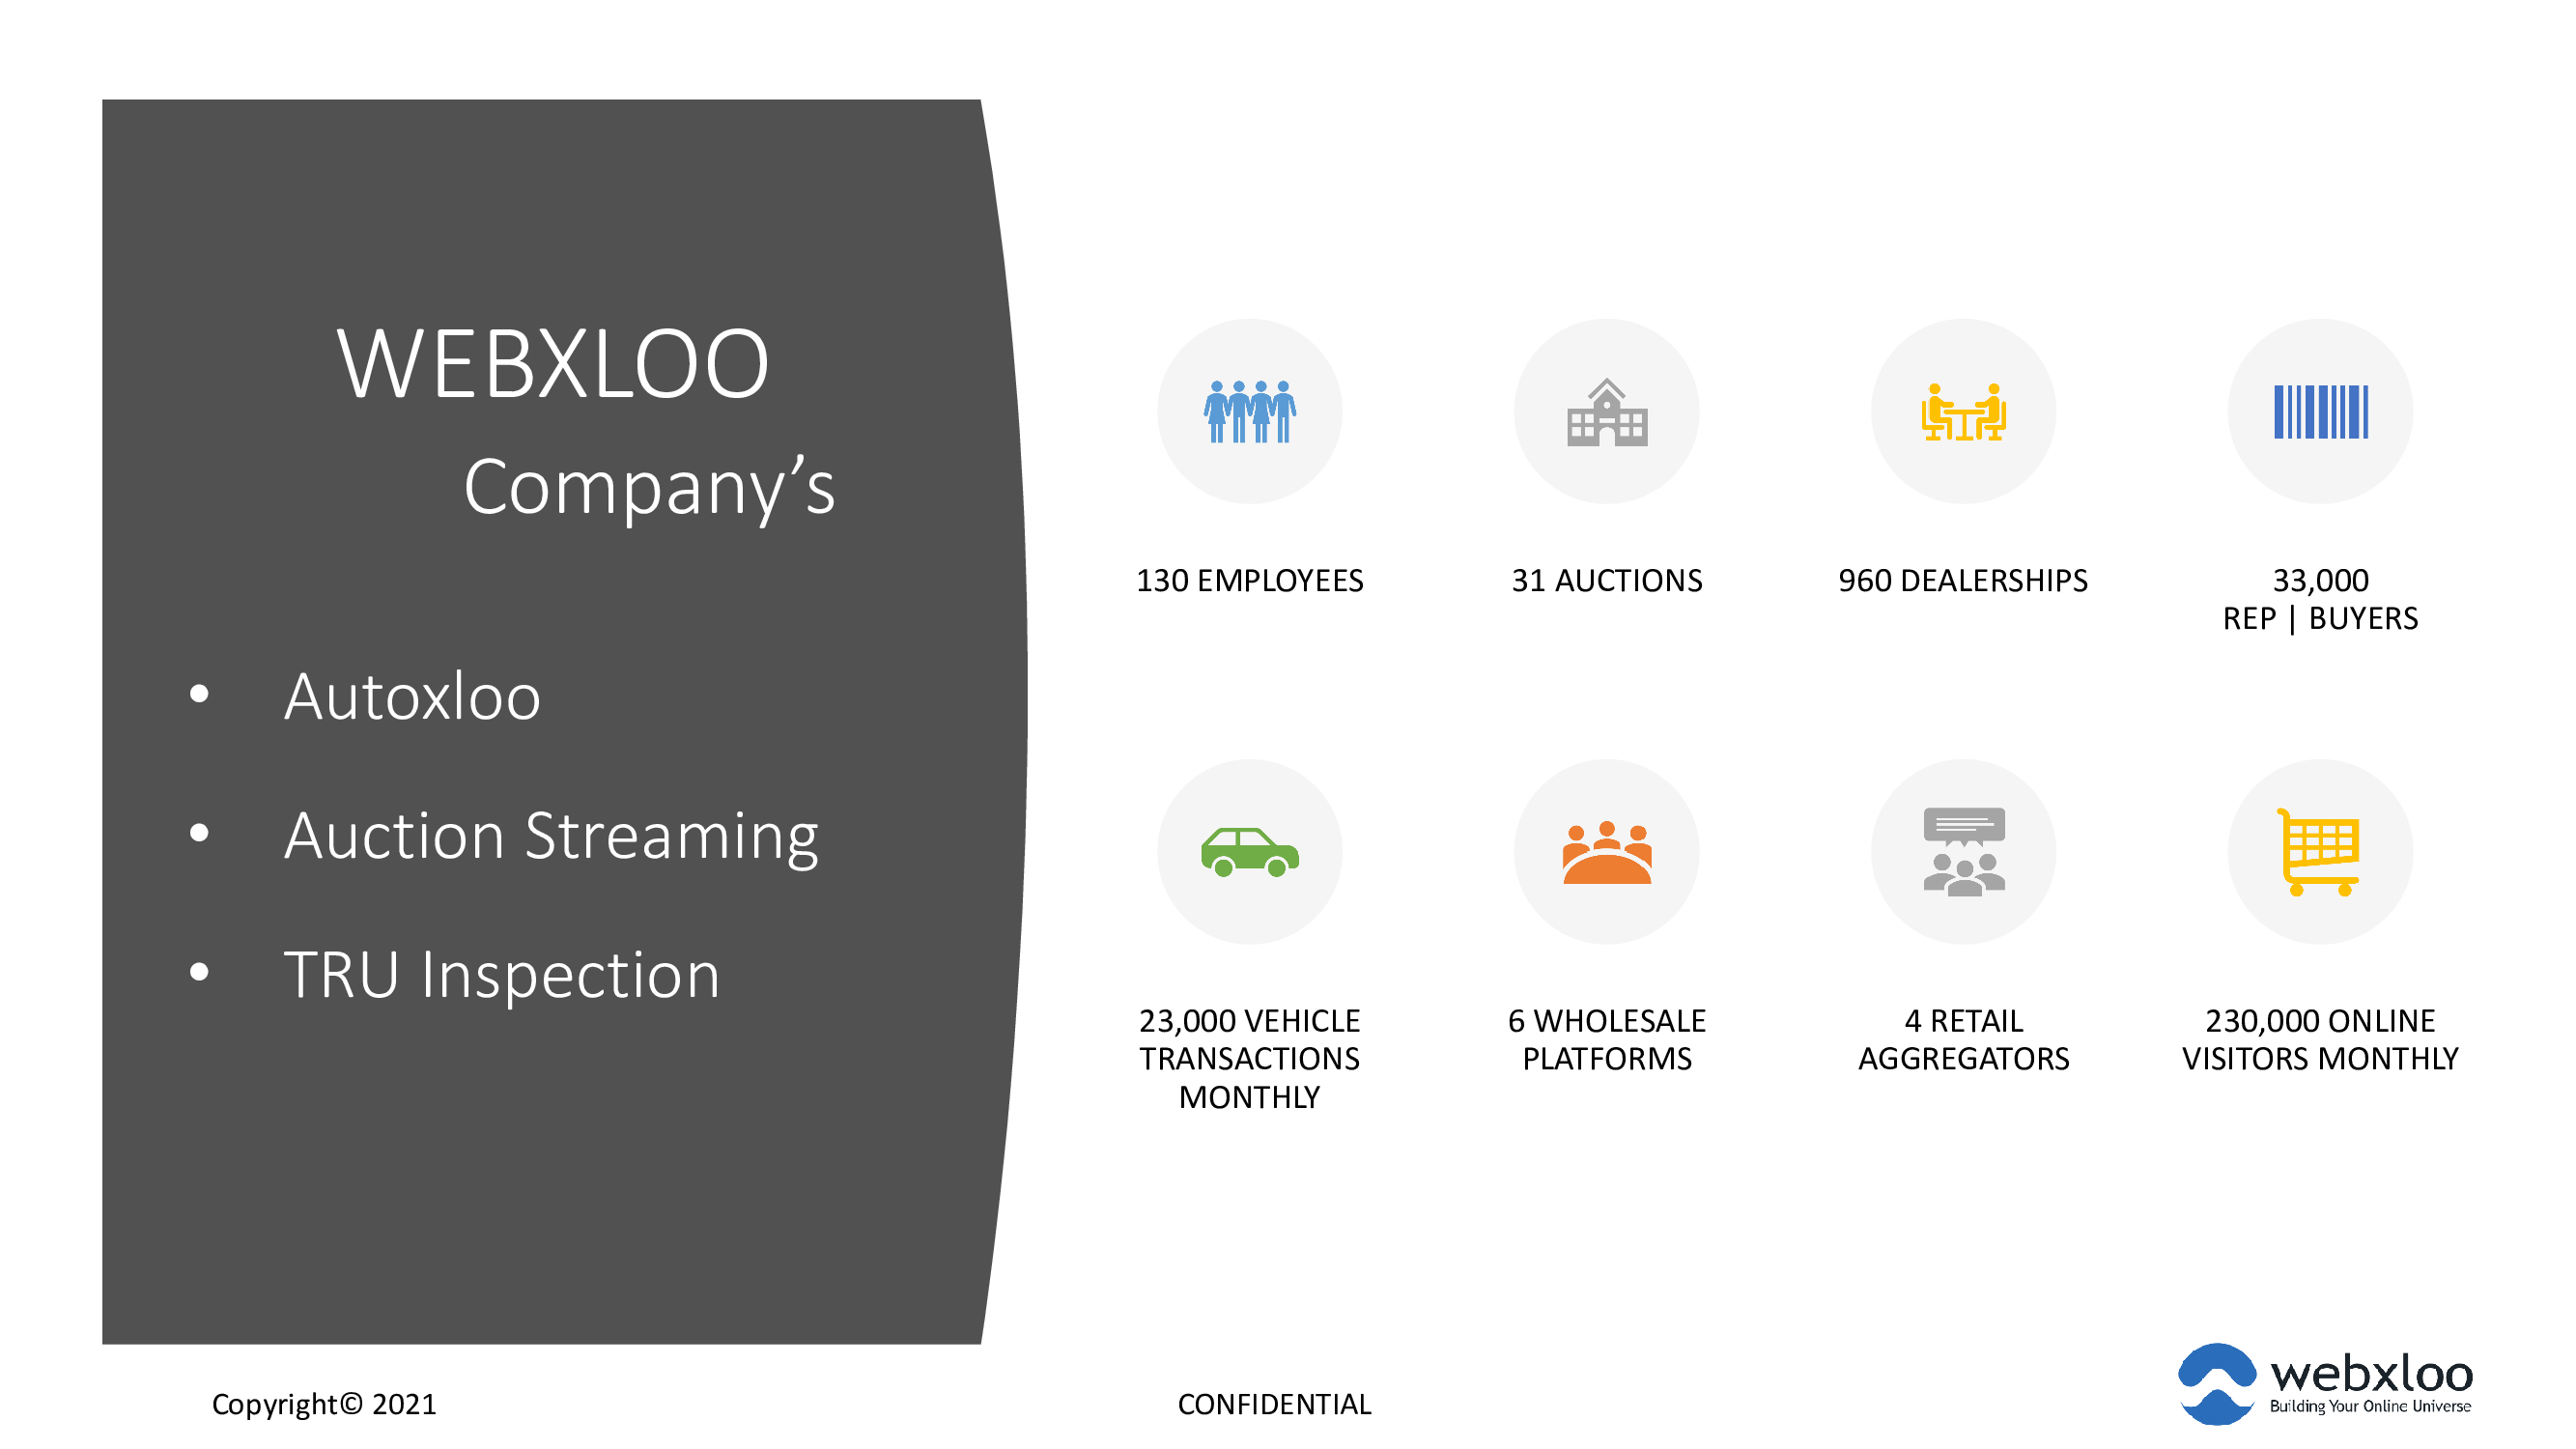 WEBXLOO
Company’s
• Autoxloo
• Auction Streaming
• TRU Inspection
130 EMPLOYEES
31 AUCTIONS
960 DEALERSHIPS
33,000
REP | BUYERS
23,000 VEHICLE
TRANSACTIONS
MONTHLY
6 WHOLESALE
PLATFORMS
4 RETAIL
AGGREGATORS
230,000 ONLINE
VISITORS MONTHLY
Copyright© 2021
CONFIDENTIAL
webxloo
Building Your Online Universe